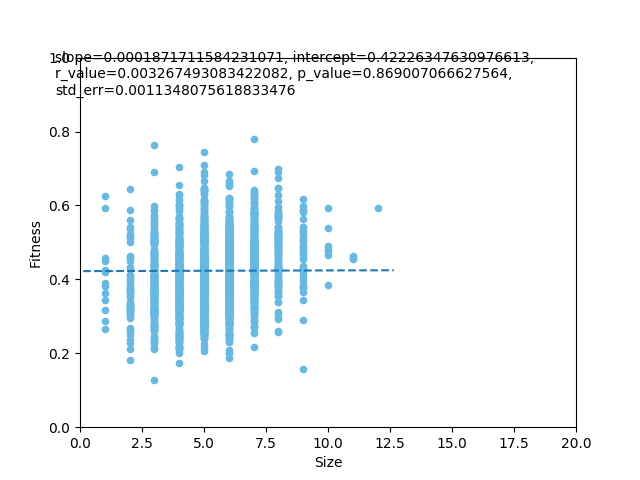 slope=0.00018711584231071, intercept=0.42226347630976613,
r_value=0.003267493083422082, p_value=0.869007066627564,
std_err=0.0011348075618833476
1.0
0.8
0.6
0.4
0.2
0.0
Fitness
0.0 2.5 5.0 7.5 10.0 12.5 15.0 17.5 20.0
Size